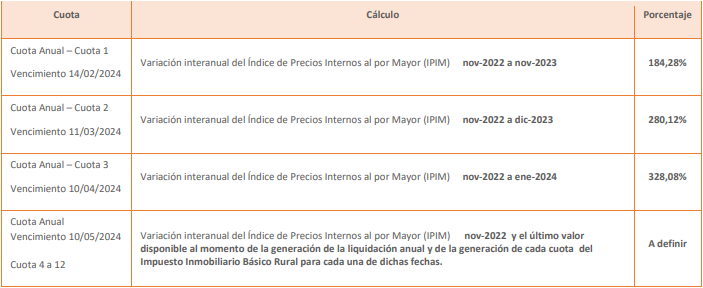 Cuota Cálculo Porcentaje
Cuota Anual – Cuota 1
Vencimiento 14/02/2024
Variación interanual del Índice de Precios Internos al por Mayor (IPIM) nov-2022 a nov-2023
184,28%
Cuota Anual – Cuota 2
Vencimiento 11/03/2024
Variación interanual del Índice de Precios Internos al por Mayor (IPIM) nov-2022 a dic-2023
280,12%
Cuota Anual – Cuota 3
Vencimiento 10/04/2024
Variación interanual del Índice de Precios Internos al por Mayor (IPIM) nov-2022 a ene-2024
328,08%
Cuota Anual
Vencimiento 10/05/2024
Cuota 4 a 12
Variación interanual del Índice de Precios Internos al por Mayor (IPIM) nov-2022 y el último valor
disponible al momento de la generación de la liquidación anual y de la generación de cada cuota del
Impuesto Inmobiliario Básico Rural para cada una de dichas fechas.
A definir